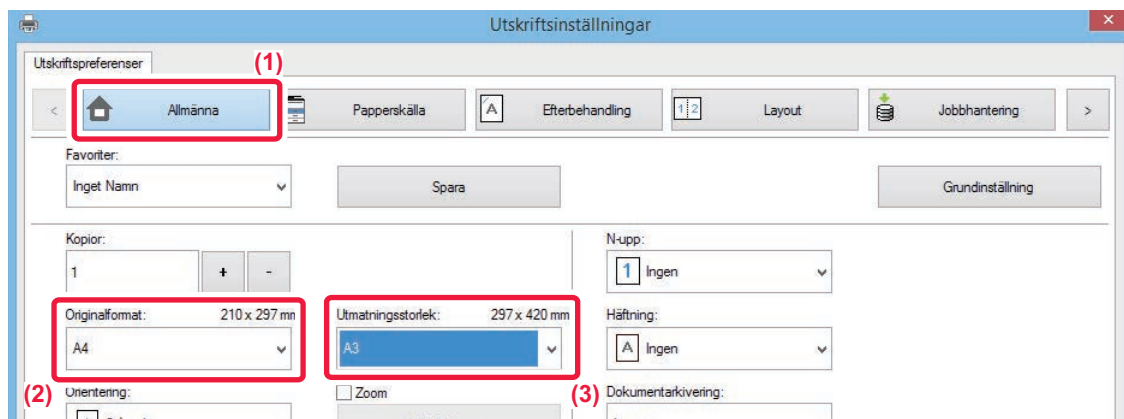 Utskriftsinställningar
Utskriftspreferenser
(1)
< Allmänna Papperskälla Efterbehandling Layout Jobbhantering >
Favoriter:
Inget Namn Spara Grundinställning
Kopior: N-upp:
1 + - 1 Ingen
Originalformat: 210 x 297 mm Utmatningsstorlek: 297 x 420 mm Häftning:
A4 A3 A Ingen
(2) Orientering: Zoom (3) Dokumentarkivering: